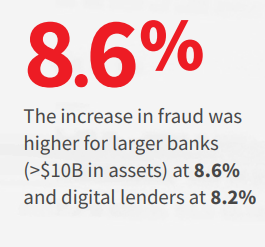 8.6%
The increase in fraud was
higher for larger banks
(>$10B in assets) at 8.6%
and digital lenders at 8.2%